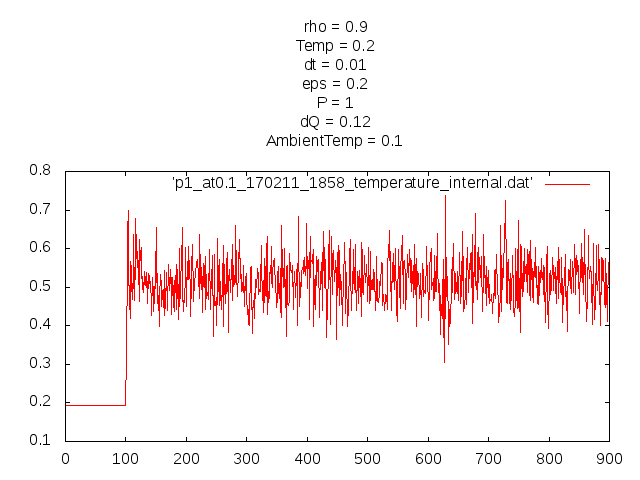 rho = 0.9
Temp = 0.2
dt = 0.01
eps = 0.2
P = 1
dQ = 0.12
AmbientTemp = 0.1
'p1_at0.1_170211_1858_temperature_internal.dat'
0.8
0.7
0.6
0.5
0.4
0.3
0.2
0.1
0 100 200 300 400 500 600 700 800 900